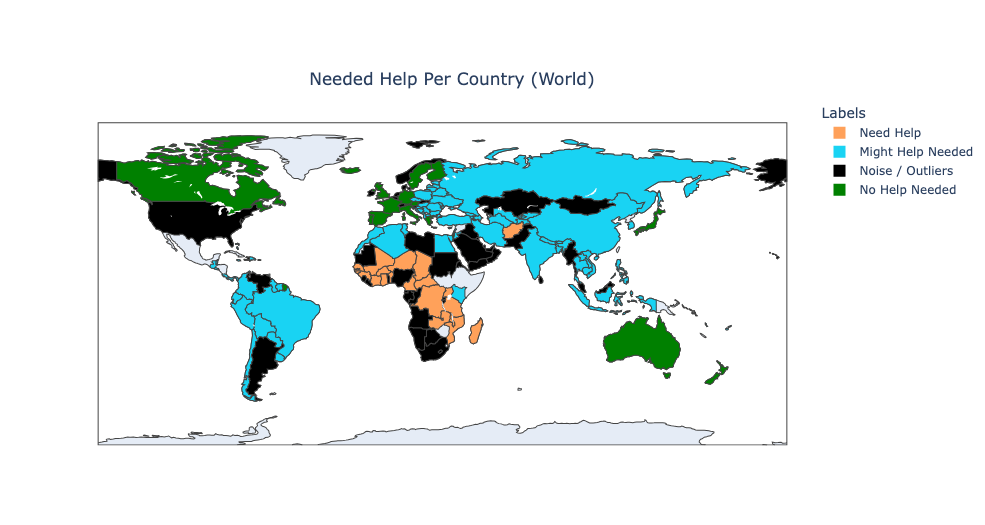 Needed Help Per Country (World)
Labels
Need Help
Might Help Needed
Noise / Outliers
No Help Needed